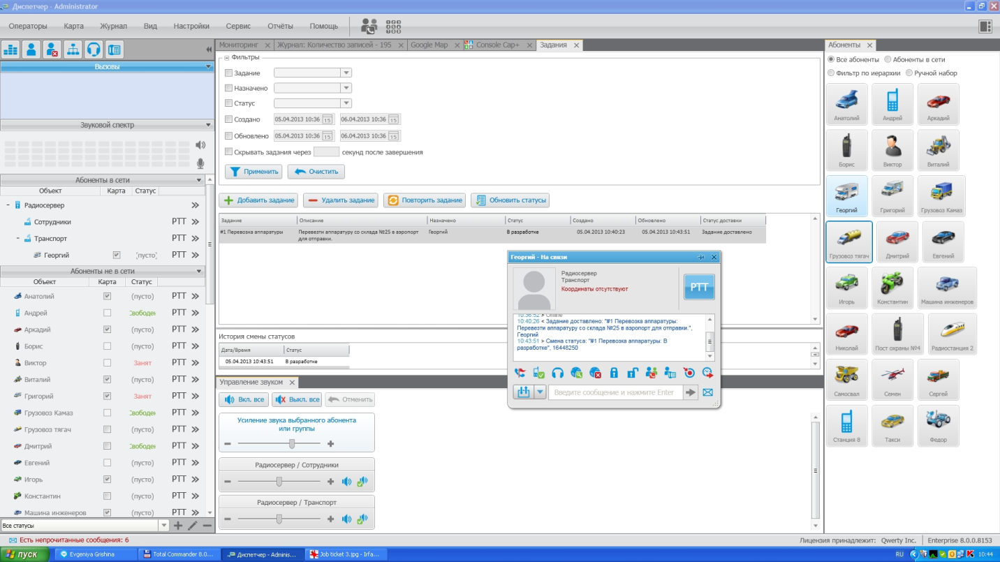 Диспетчер - Administrator
Операторы Карта Журнал Вид Настройки Сервис Отчёты Помощь
Вызовы
Звуковой спектр
Абоненты в сети
Объект Карта Статус
Радиосервер
Сотрудники PTT
Транспорт PTT
Георгий (пусто) PTT
Абоненты не в сети
Объект Карта Статус
Анатолий (пусто) PTT
Андрей Свободен PTT
Аркадий (пусто) PTT
Борис (пусто) PTT
Виктор Занят PTT
Виталий (пусто) PTT
Григорий Занят PTT
Грузовоз Камаз Свободен PTT
Грузовоз тягач (пусто) PTT
Дмитрий Свободен PTT
Евгений (пусто) PTT
Игорь (пусто) PTT
Константин (пусто) PTT
Машина инженеров (пусто) PTT
Все статусы
Мониторинг Журнал: Количество записей - 195 Google Map Console Cap+ Задания
Фильтры
Задание
Назначено
Статус
Создано 05.04.2013 10:36 15 06.04.2013 10:36 15
Обновлено 05.04.2013 10:36 15 06.04.2013 10:36 15
Скрывать задания через секунд после завершения
Применить Очистить
Добавить задание Удалить задание Повторить задание Обновить статусы
Задание Описание Назначено Статус Создано Обновлено Статус доставки
#1 Перевозка аппаратуры Перевезти аппаратуру со склада №25 в аэропорт Георгий В разработке 05.04.2013 10:40:23 05.04.2013 10:43:51 Задание доставлено
для отправки.
История смены статусов
Дата/Время Статус
05.04.2013 10:43:51 В разработке
Управление звуком
Вкл. все Выкл. все Отменить
Усиление звука выбранного абонента
или группы
Радиосервер / Сотрудники
Радиосервер / Транспорт
Георгий - На связи
Радиосервер
Транспорт
Координаты отсутствуют
PTT
10:36:52 > Online
10:40:26 < Задание доставлено: "#1 Перевозка аппаратуры:
Перевезти аппаратуру со склада №25 в аэропорт для отправки.",
Георгий
10:43:51 > Смена статуса: "#1 Перевозка аппаратуры: В
разработке", 16448250
Введите сообщение и нажмите Enter
Абоненты
Все абоненты Абоненты в сети
Фильтр по иерархии Ручной набор
Анатолий Андрей Аркадий
Борис Виктор Виталий
Георгий Григорий Грузовоз Камаз
Грузовоз тягач Дмитрий Евгений
Игорь Константин Машина инженеров
Николай Пост охраны №4 Радиостанция 2
Самосвал Семен Сергей
Станция 8 Такси Федор
Есть непрочитанные сообщения: 6
Лицензия принадлежит: Qwerty Inc. Enterprise 8.0.0.8153
пуск Evgeniya Grishina Total Commander 8.0... Диспетчер - Adminis... Job ticket 3.jpg - Irfa... RU 10:44